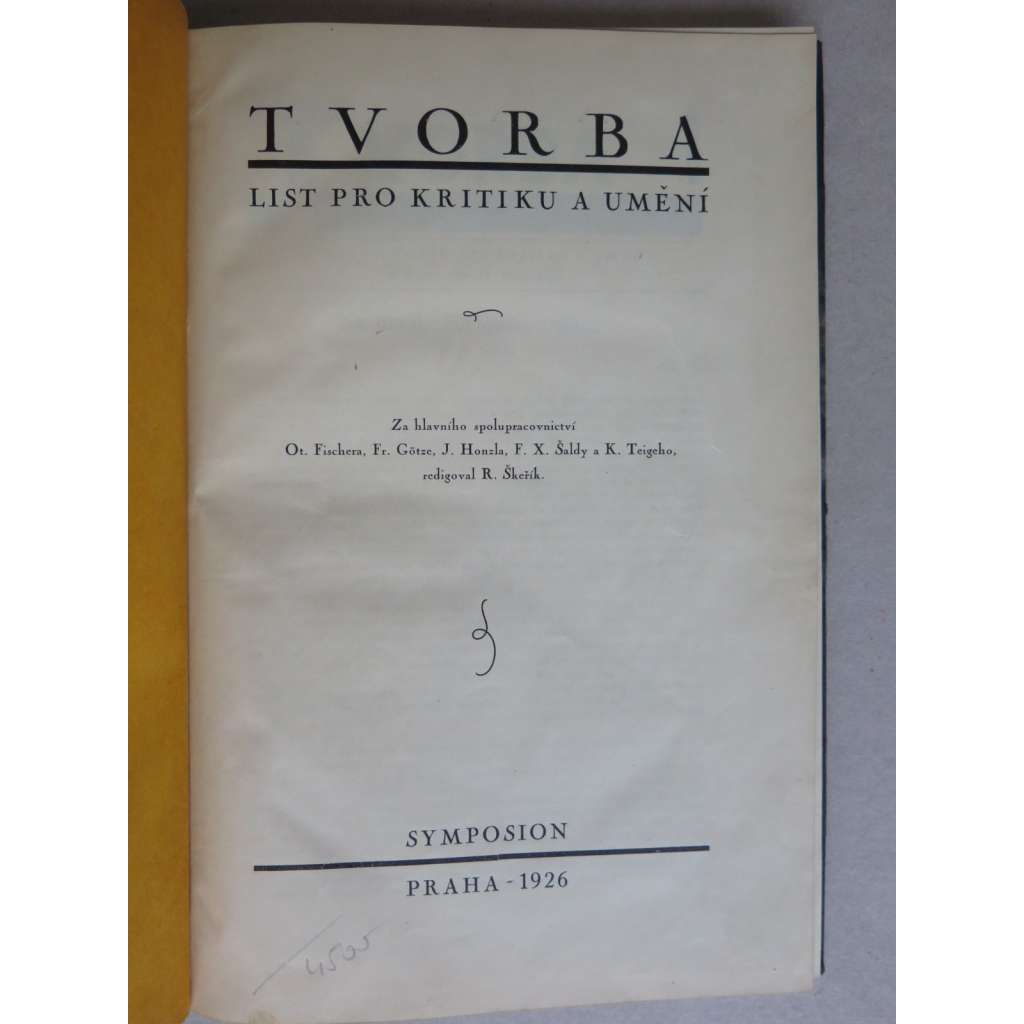 TVORBA
LIST PRO KRITIKU A UMĚNÍ
Za hlavního spolupracovnictví
Ot. Fischera, Fr. Götze, J. Honzla, F. X. Šaldy a K. Teigeho,
redigoval R. Škeřík.
SYMPOSION
PRAHA - 1926